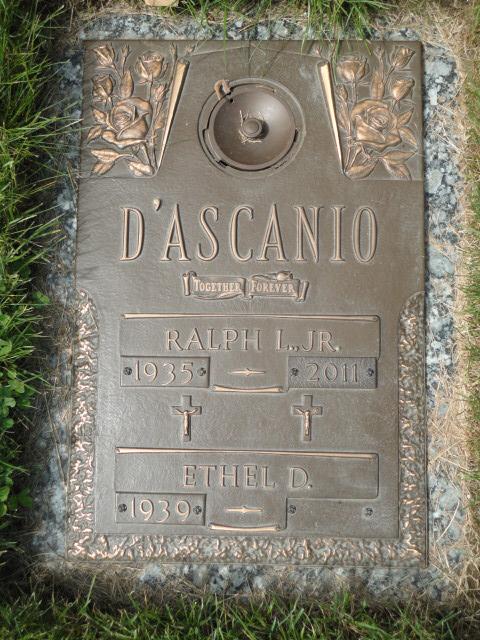 D'ASCANIO
TOGETHER FOREVER
RALPH L., JR.
1935 2011
ETHEL D.
1939